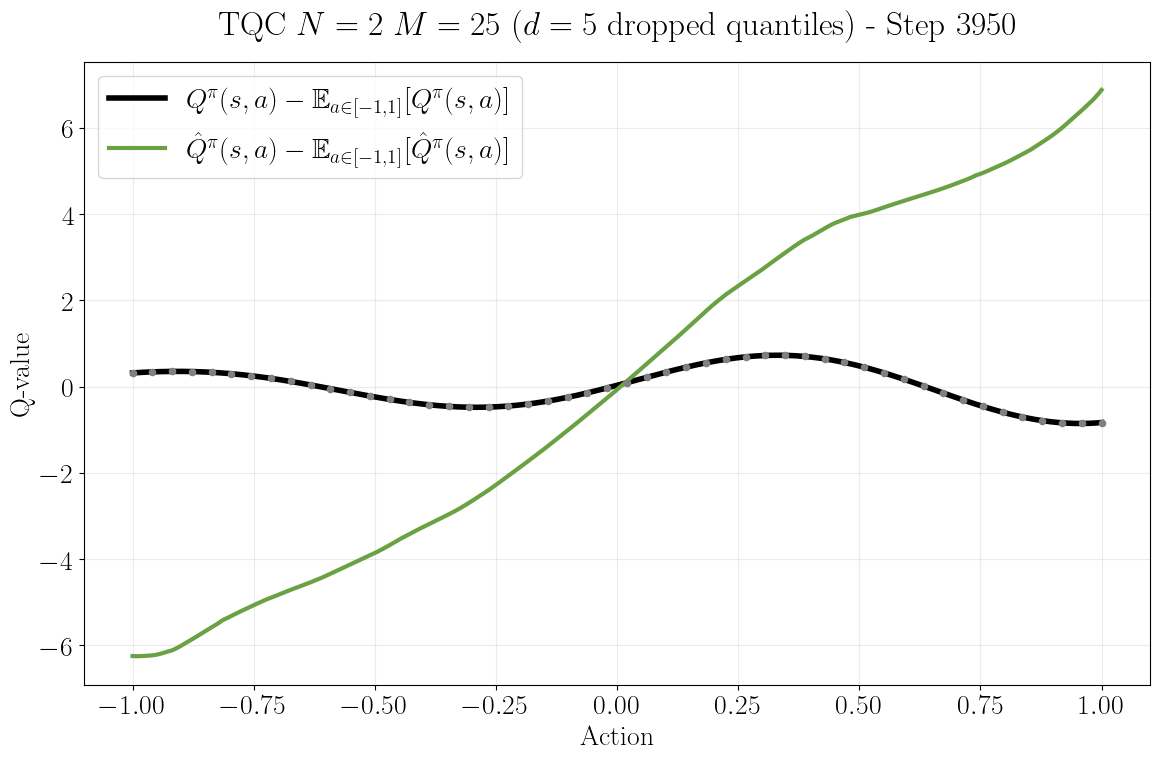 TQC N = 2 M = 25 (d = 5 dropped quantiles) - Step 3950
Q^π(s, a) − 𝔼_{a∈[−1,1]}[Q^π(s, a)]
Q̂^π(s, a) − 𝔼_{a∈[−1,1]}[Q̂^π(s, a)]
6
4
2
0
−2
−4
−6
Q-value
−1.00 −0.75 −0.50 −0.25 0.00 0.25 0.50 0.75 1.00
Action